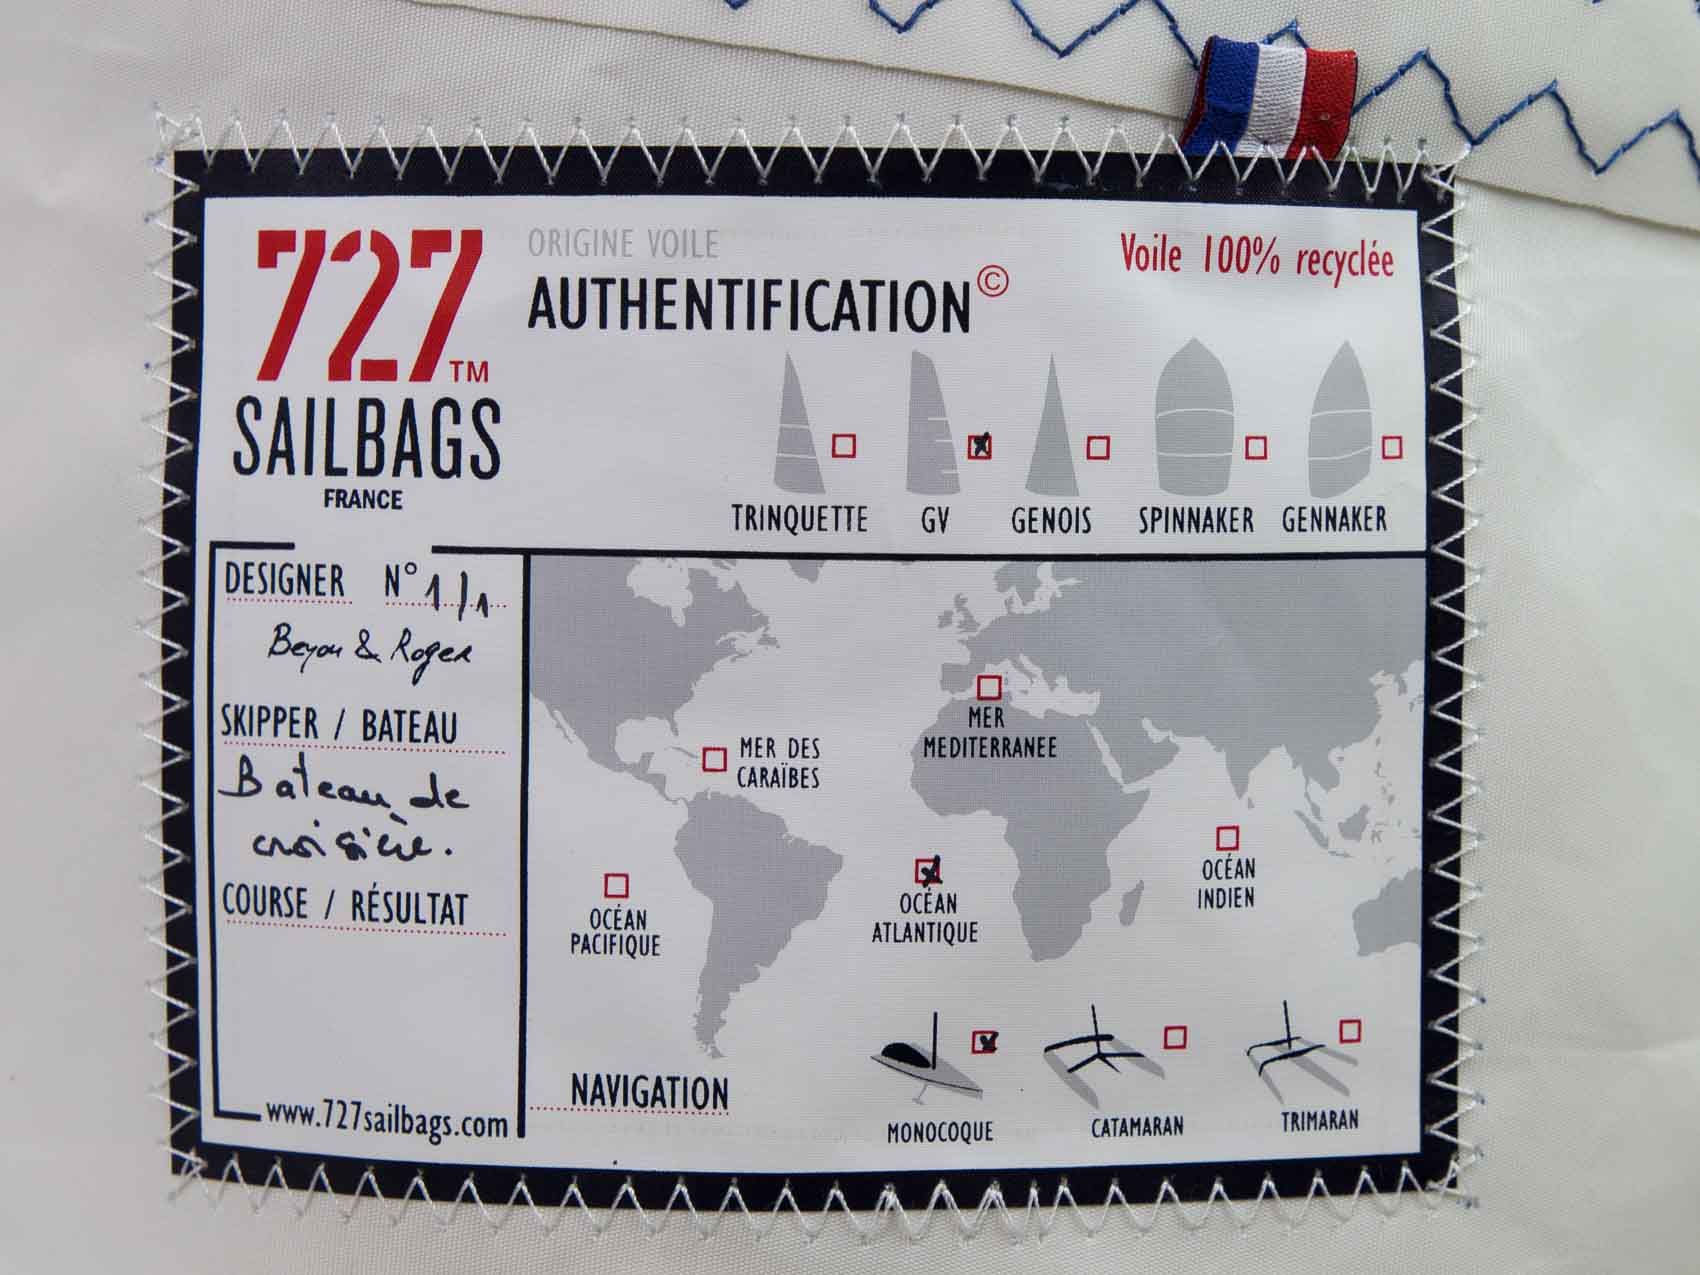 727™
SAILBAGS
FRANCE
ORIGINE VOILE
AUTHENTIFICATION©
Voile 100% recyclée
TRINQUETTE GV GENOIS SPINNAKER GENNAKER
DESIGNER N° 1/1
Beyou & Roger
SKIPPER / BATEAU
Bateau de
croisière.
COURSE / RÉSULTAT
www.727sailbags.com
MER
MEDITERRANEE
MER DES
CARAÏBES
OCÉAN
PACIFIQUE
OCÉAN
ATLANTIQUE
OCÉAN
INDIEN
NAVIGATION
MONOCOQUE CATAMARAN TRIMARAN